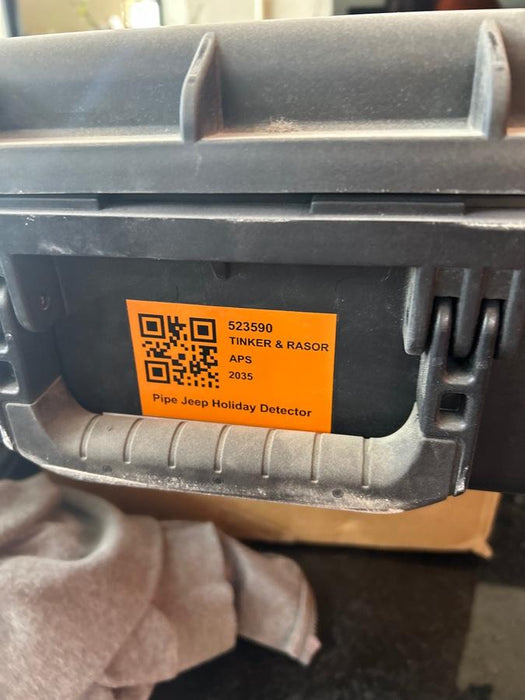 523590
TINKER & RASOR
APS
2035
Pipe Jeep Holiday Detector